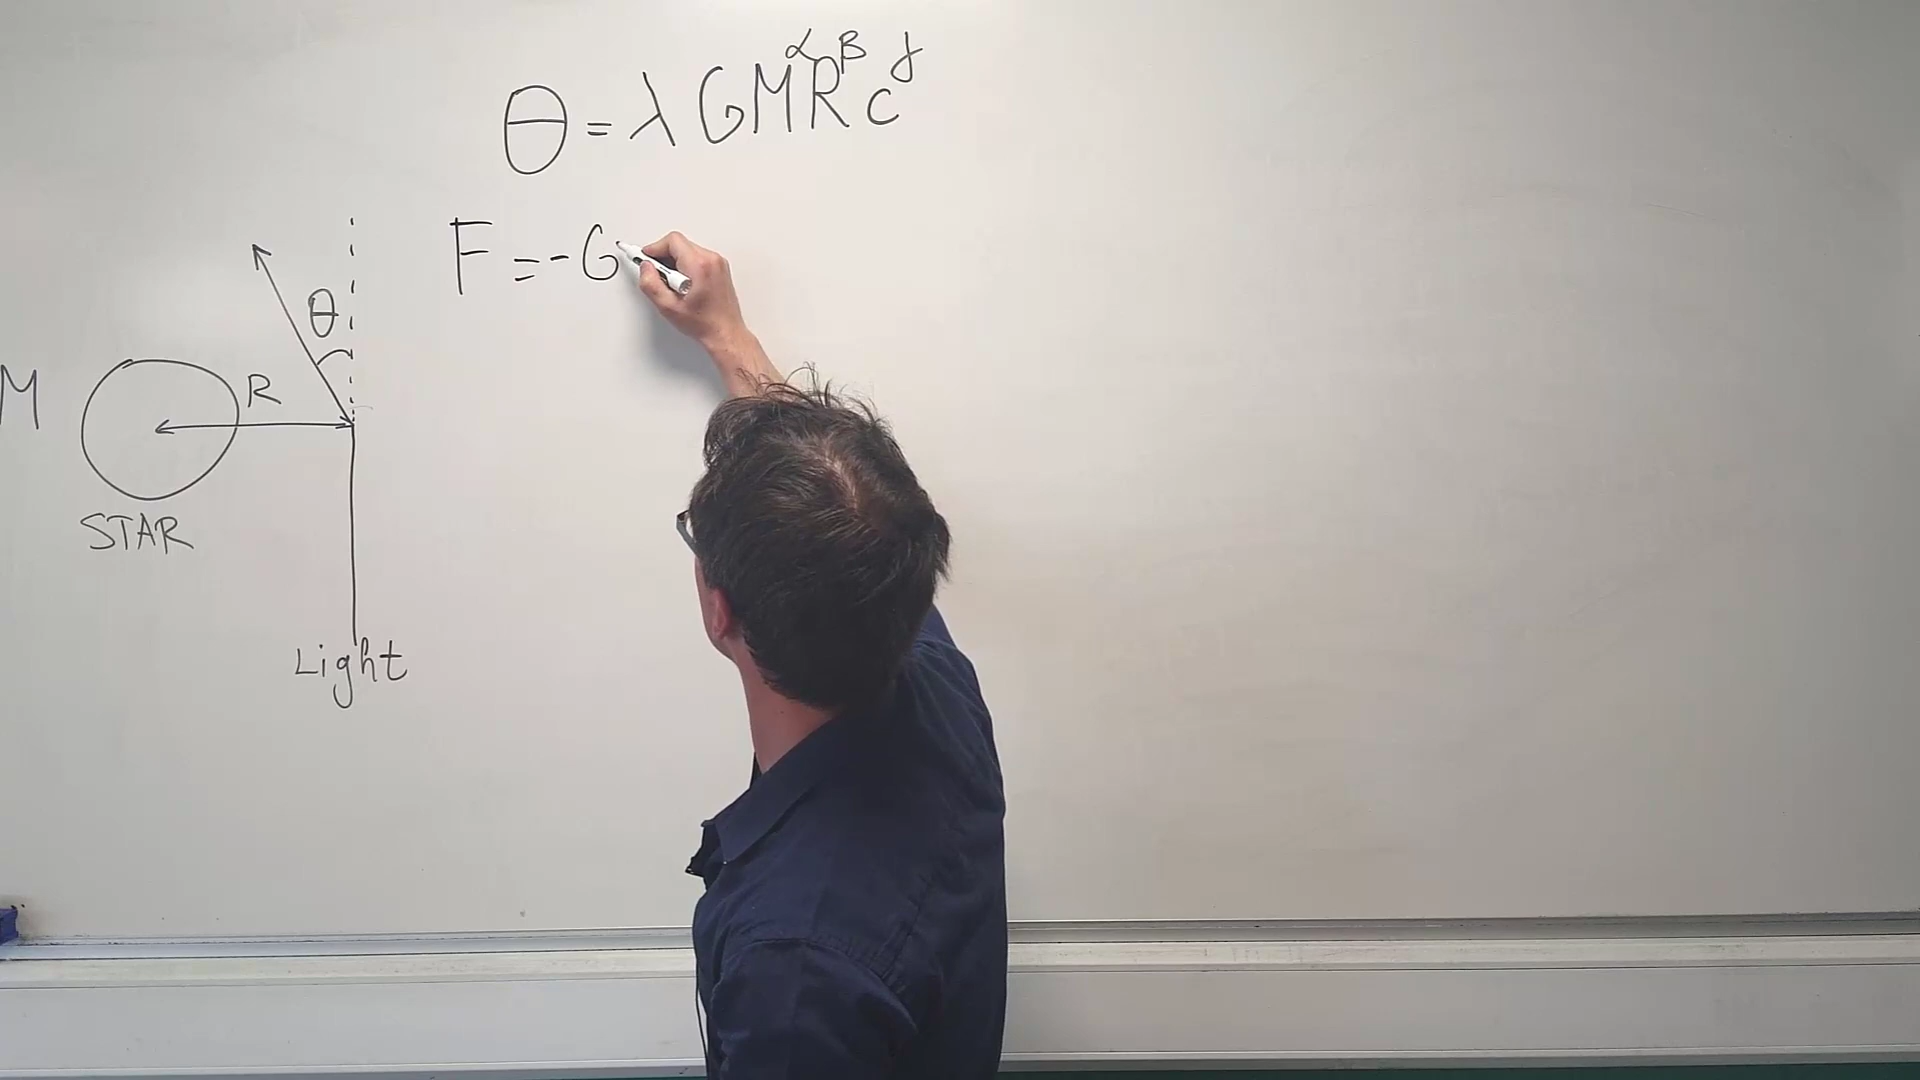 θ = λ G M^α R^β c^γ
F = - G
θ
M
R
STAR
Light